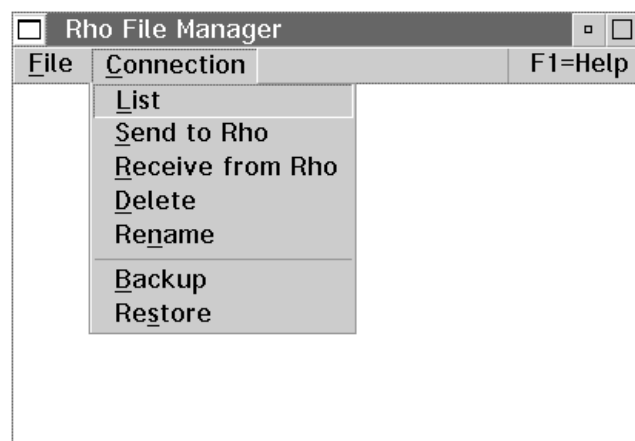 Rho File Manager
File Connection F1=Help
List
Send to Rho
Receive from Rho
Delete
Rename
Backup
Restore